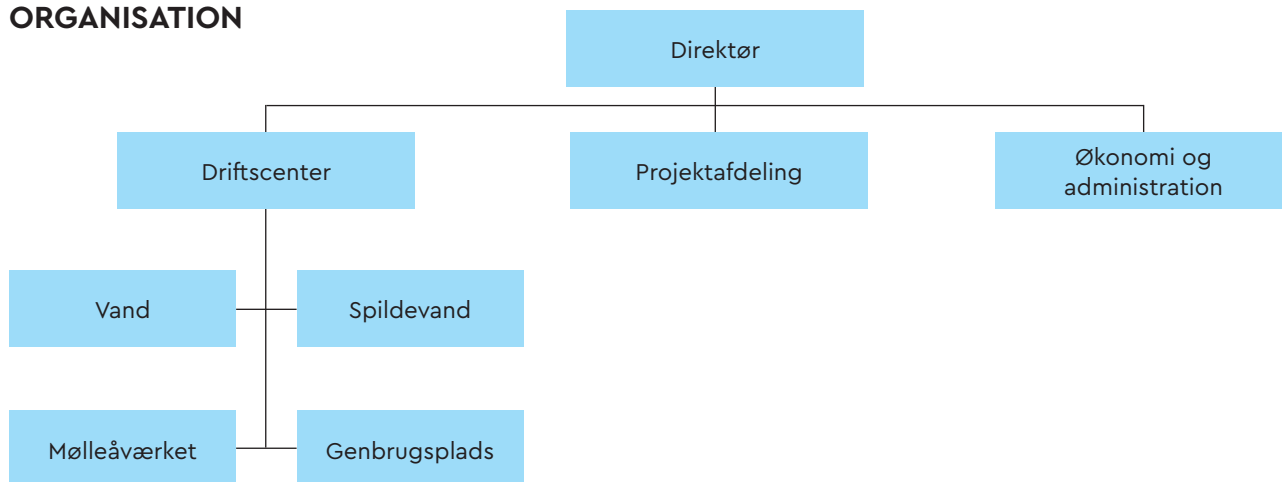 ORGANISATION
Direktør
Driftscenter
Projektafdeling
Økonomi og
administration
Vand
Spildevand
Mølleåværket
Genbrugsplads